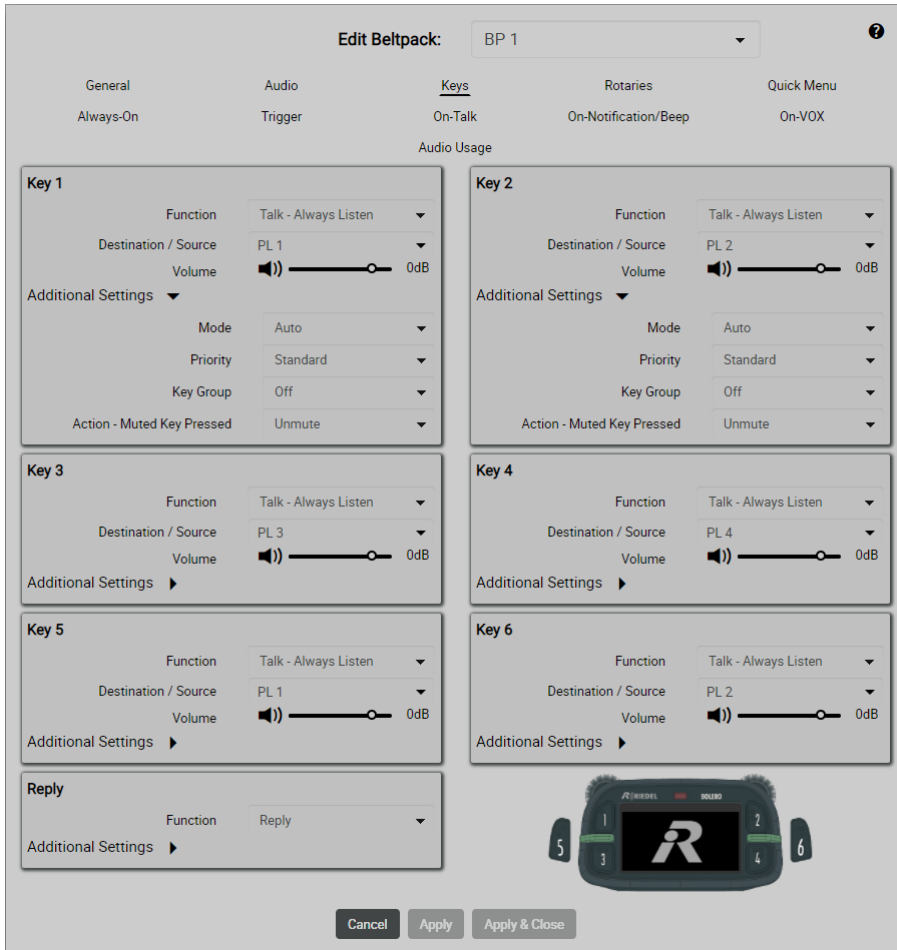 Edit Beltpack: BP 1
General Audio Keys Rotaries Quick Menu
Always-On Trigger On-Talk On-Notification/Beep On-VOX
Audio Usage
Key 1
Function Talk - Always Listen
Destination / Source PL 1
Volume 0dB
Additional Settings
Mode Auto
Priority Standard
Key Group Off
Action - Muted Key Pressed Unmute
Key 2
Function Talk - Always Listen
Destination / Source PL 2
Volume 0dB
Additional Settings
Mode Auto
Priority Standard
Key Group Off
Action - Muted Key Pressed Unmute
Key 3
Function Talk - Always Listen
Destination / Source PL 3
Volume 0dB
Additional Settings
Key 4
Function Talk - Always Listen
Destination / Source PL 4
Volume 0dB
Additional Settings
Key 5
Function Talk - Always Listen
Destination / Source PL 1
Volume 0dB
Additional Settings
Key 6
Function Talk - Always Listen
Destination / Source PL 2
Volume 0dB
Additional Settings
Reply
Function Reply
Additional Settings
RIEDEL BOLERO
1 2
5 6
3 4
Cancel Apply Apply & Close